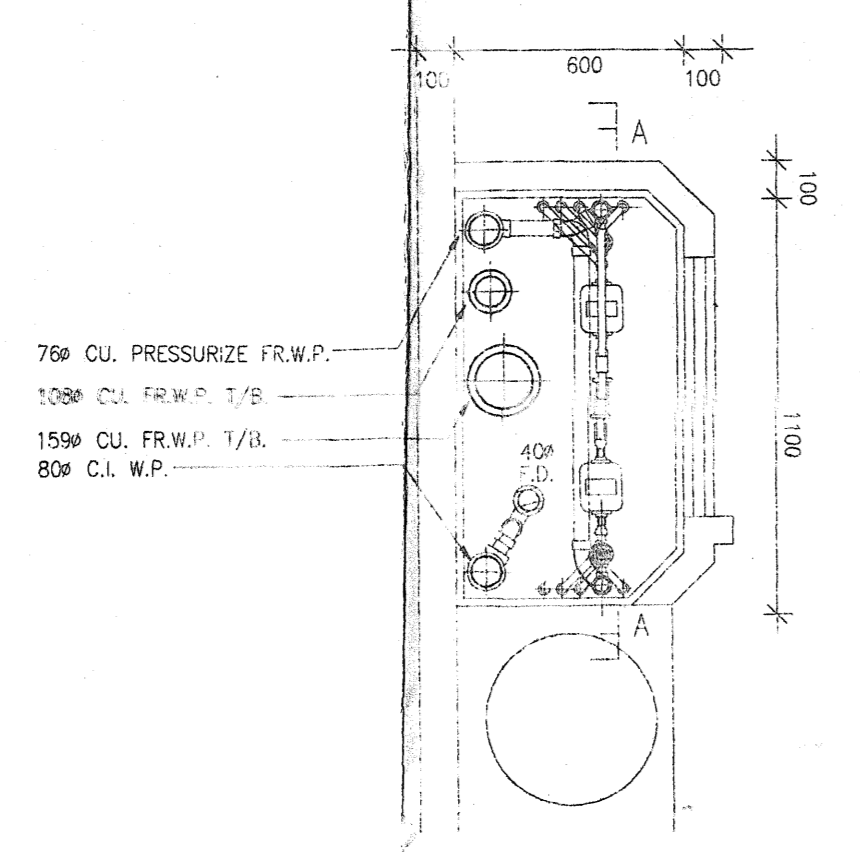 100
600
100
A
100
76ø CU. PRESSURIZE FR.W.P.
108ø CU. FR.W.P. T/B.
159ø CU. FR.W.P. T/B.
80ø C.I. W.P.
40ø
F.D.
1100
A